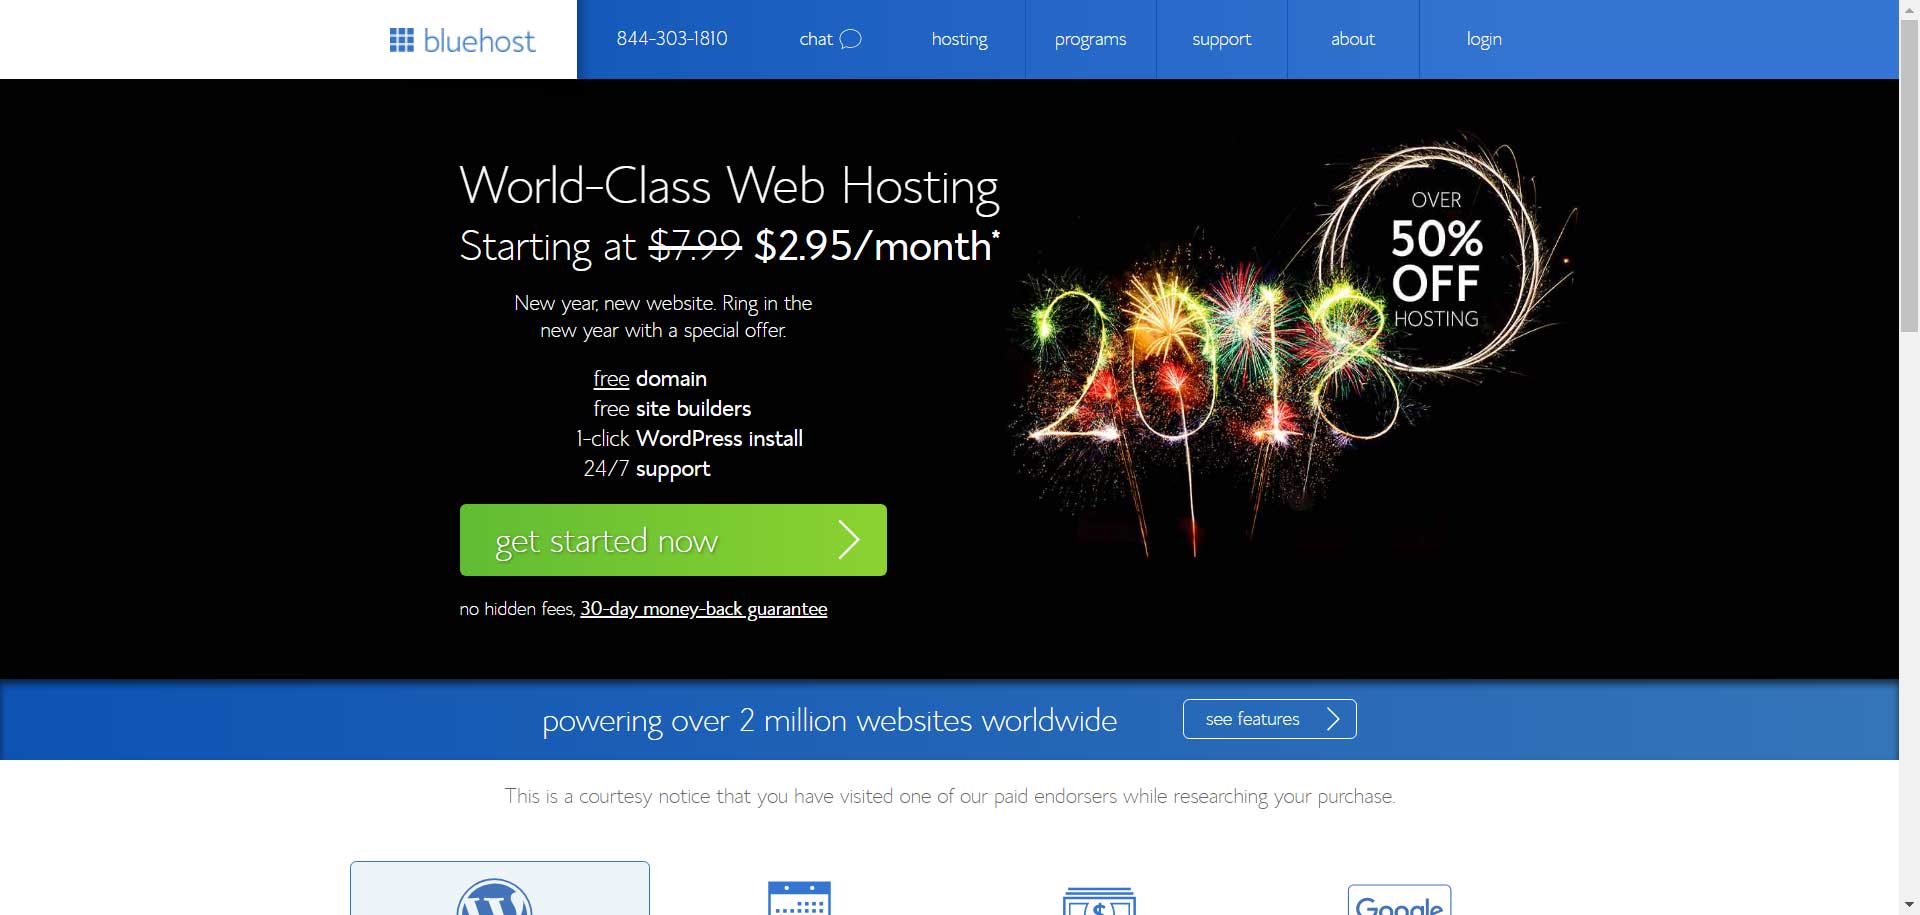 bluehost
844-303-1810
chat
hosting
programs
support
about
login
World-Class Web Hosting
Starting at $7.99 $2.95/month*
New year, new website. Ring in the
new year with a special offer.
free domain
free site builders
1-click WordPress install
24/7 support
get started now
no hidden fees, 30-day money-back guarantee
OVER
50%
OFF
HOSTING
2018
powering over 2 million websites worldwide
see features
This is a courtesy notice that you have visited one of our paid endorsers while researching your purchase.
W
$
Google